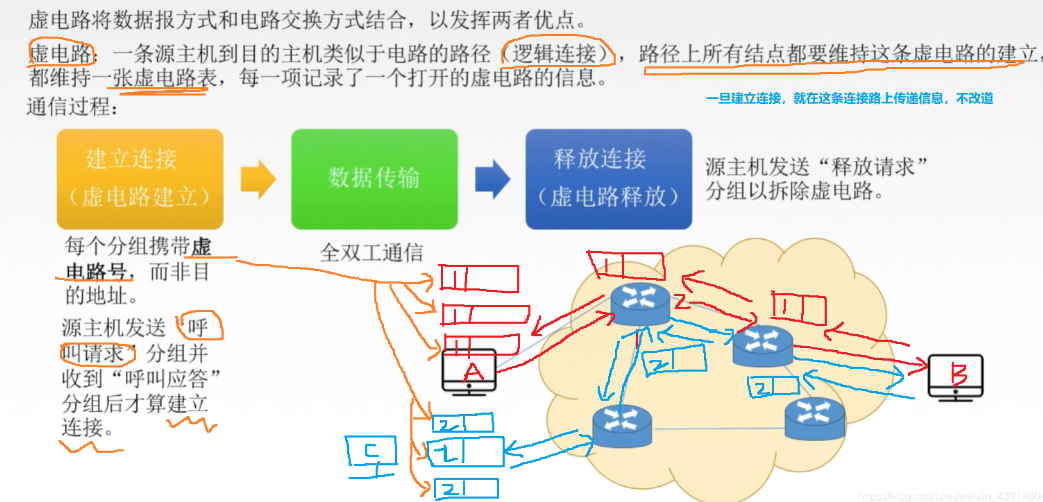 虚电路将数据报方式和电路交换方式结合，以发挥两者优点。
虚电路：一条源主机到目的主机类似于电路的路径（逻辑连接），路径上所有结点都要维持这条虚电路的建立，
都维持一张虚电路表，每一项记录了一个打开的虚电路的信息。
一旦建立连接，就在这条连接路上传递信息，不改道
通信过程：
建立连接
（虚电路建立）
数据传输
释放连接
（虚电路释放）
源主机发送“释放请求”
分组以拆除虚电路。
每个分组携带虚
电路号，而非目
的地址。
全双工通信
源主机发送“呼
叫请求”分组并
收到“呼叫应答”
分组后才算建立
连接。
1
1
1
1
1
A
B
2
2
2
2
2
C